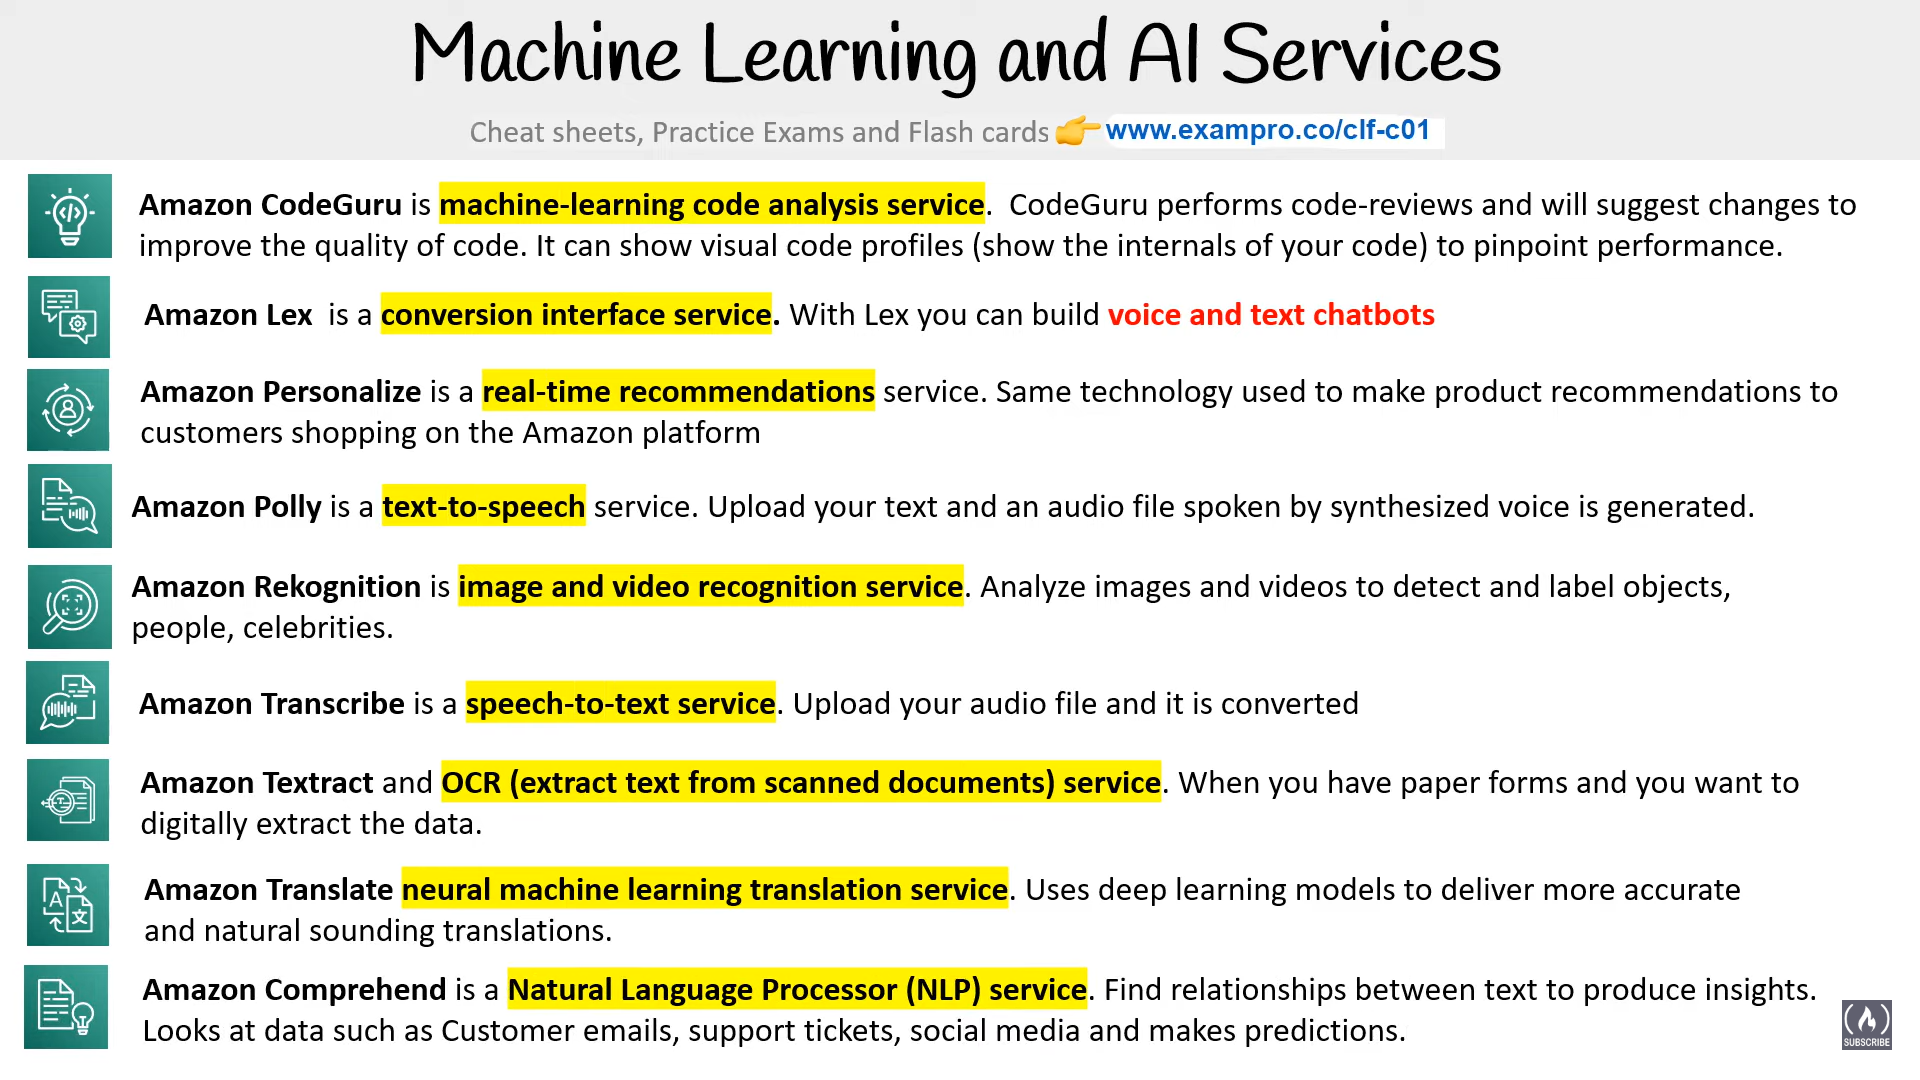 Machine Learning and AI Services
Cheat sheets, Practice Exams and Flash cards 👉 www.exampro.co/clf-c01
Amazon CodeGuru is machine-learning code analysis service. CodeGuru performs code-reviews and will suggest changes to
improve the quality of code. It can show visual code profiles (show the internals of your code) to pinpoint performance.
Amazon Lex is a conversion interface service. With Lex you can build voice and text chatbots
Amazon Personalize is a real-time recommendations service. Same technology used to make product recommendations to
customers shopping on the Amazon platform
Amazon Polly is a text-to-speech service. Upload your text and an audio file spoken by synthesized voice is generated.
Amazon Rekognition is image and video recognition service. Analyze images and videos to detect and label objects,
people, celebrities.
Amazon Transcribe is a speech-to-text service. Upload your audio file and it is converted
Amazon Textract and OCR (extract text from scanned documents) service. When you have paper forms and you want to
digitally extract the data.
Amazon Translate neural machine learning translation service. Uses deep learning models to deliver more accurate
and natural sounding translations.
Amazon Comprehend is a Natural Language Processor (NLP) service. Find relationships between text to produce insights.
Looks at data such as Customer emails, support tickets, social media and makes predictions.
SUBSCRIBE